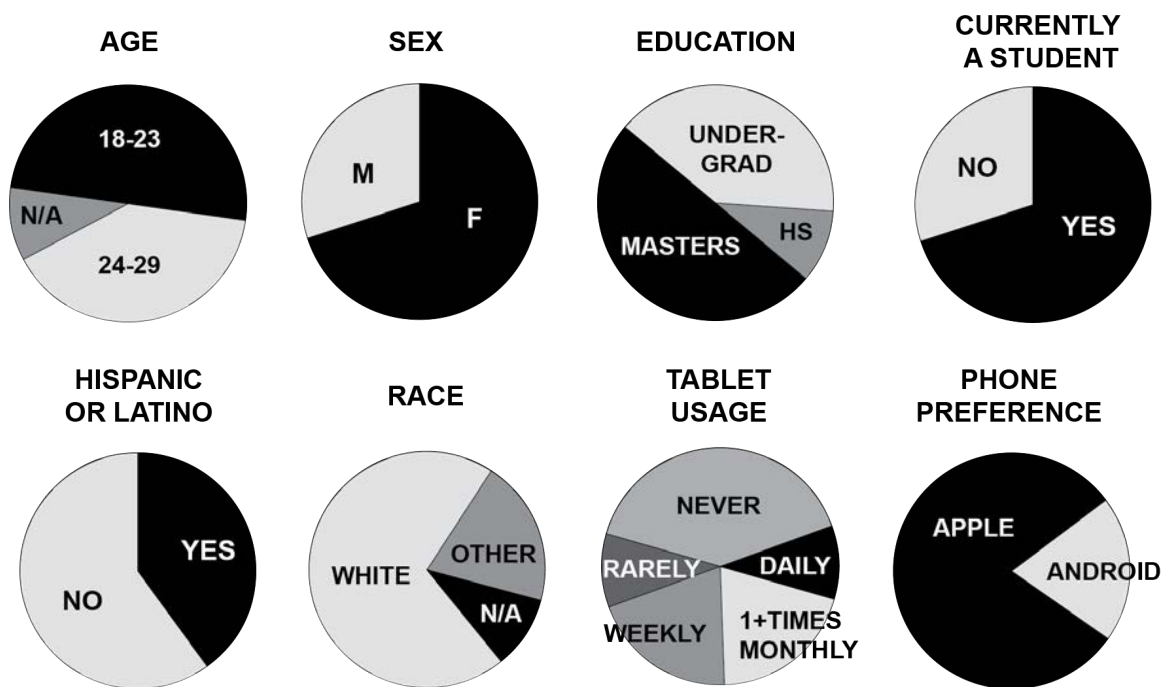 AGE
18-23
N/A
24-29
SEX
M
F
EDUCATION
UNDER-
GRAD
HS
MASTERS
CURRENTLY
A STUDENT
NO
YES
HISPANIC
OR LATINO
YES
NO
RACE
WHITE
OTHER
N/A
TABLET
USAGE
NEVER
RARELY
DAILY
WEEKLY
1+TIMES
MONTHLY
PHONE
PREFERENCE
APPLE
ANDROID